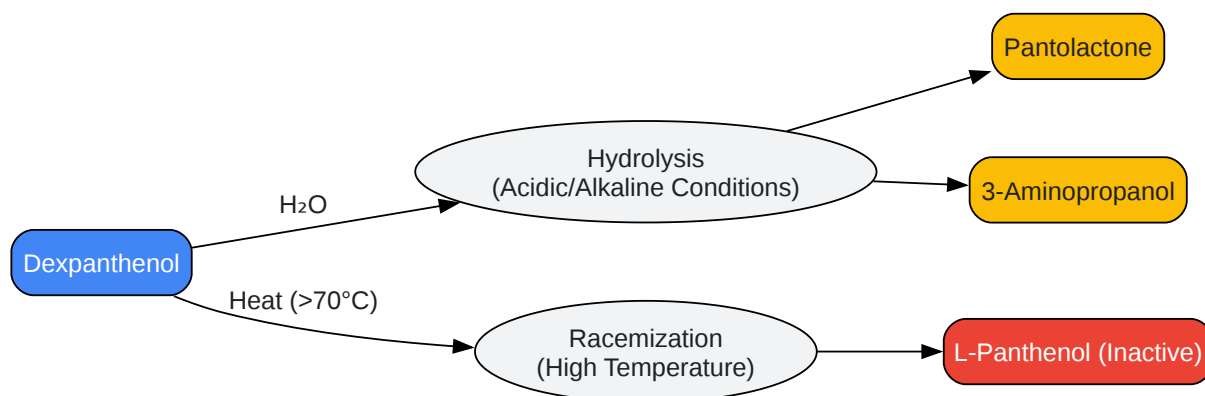 Dexpanthenol
H₂O
Heat (>70°C)
Hydrolysis
(Acidic/Alkaline Conditions)
Racemization
(High Temperature)
Pantolactone
3-Aminopropanol
L-Panthenol (Inactive)